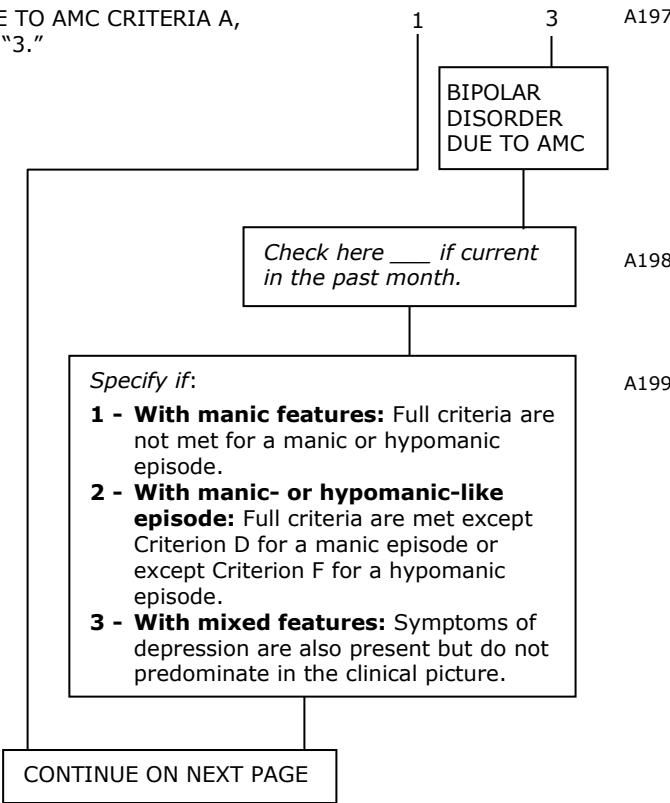 E TO AMC CRITERIA A, 1 3 A197
“3.”
BIPOLAR
DISORDER
DUE TO AMC
Check here ___ if current
in the past month.
A198
Specify if:
A199
1 - With manic features: Full criteria are
not met for a manic or hypomanic
episode.
2 - With manic- or hypomanic-like
episode: Full criteria are met except
Criterion D for a manic episode or
except Criterion F for a hypomanic
episode.
3 - With mixed features: Symptoms of
depression are also present but do not
predominate in the clinical picture.
CONTINUE ON NEXT PAGE